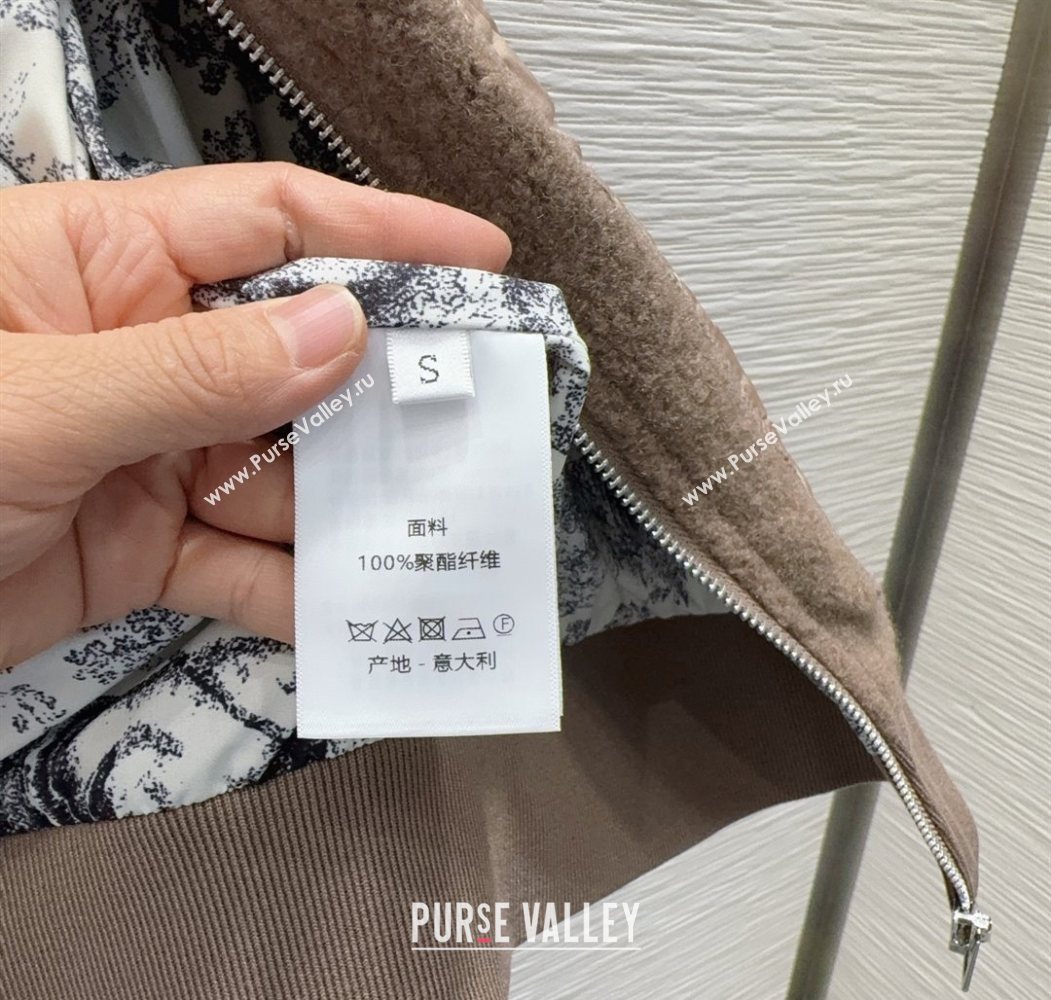 S
www.PurseValley.ru
www.PurseValley.ru
面料
100%聚酯纤维
F
产地 - 意大利
PURSE VALLEY